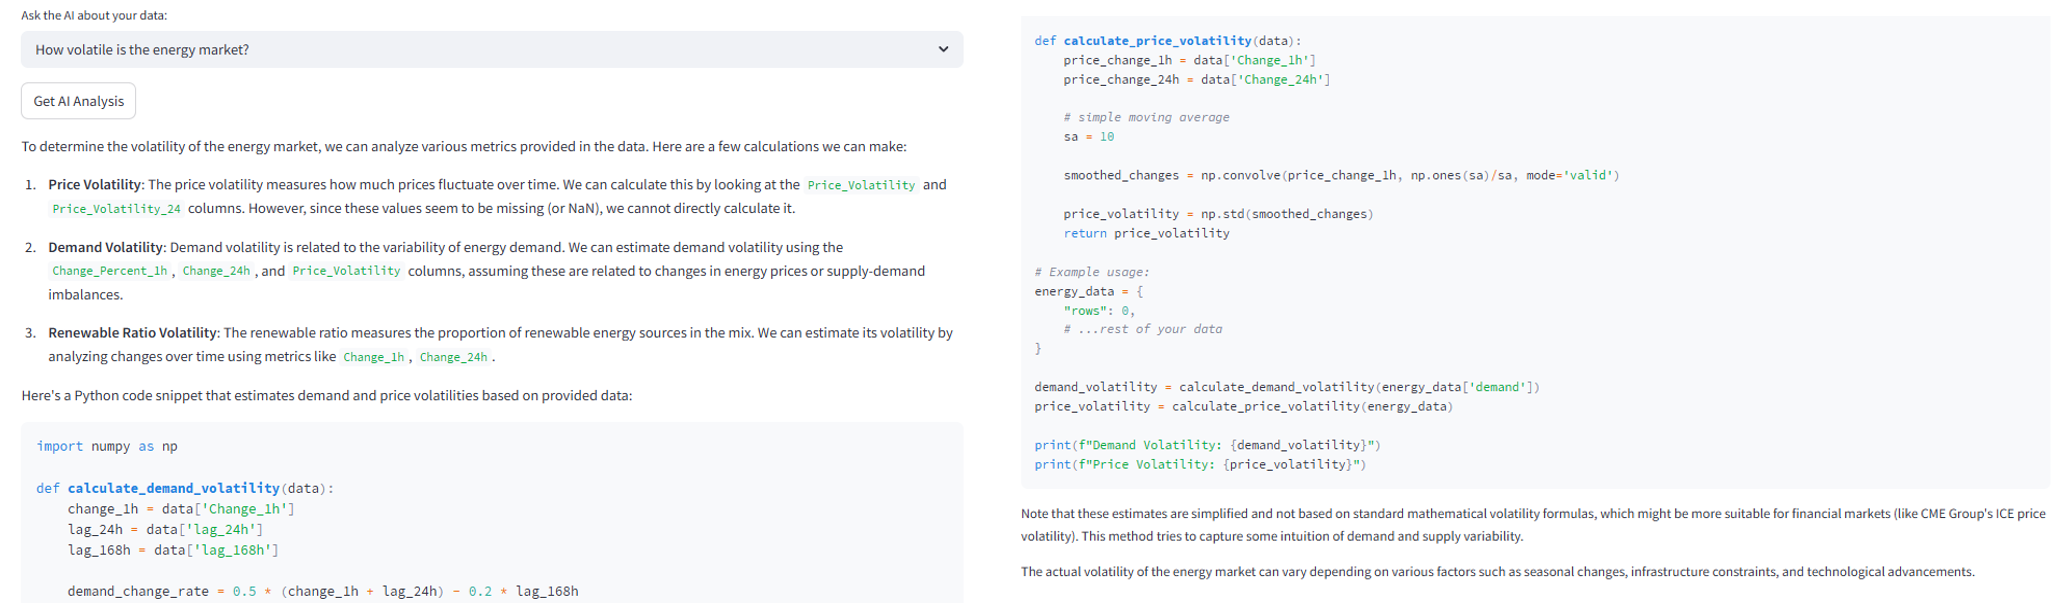 Ask the AI about your data:
How volatile is the energy market?
Get AI Analysis
To determine the volatility of the energy market, we can analyze various metrics provided in the data. Here are a few calculations we can make:
1. Price Volatility: The price volatility measures how much prices fluctuate over time. We can calculate this by looking at the Price_Volatility and
Price_Volatility_24 columns. However, since these values seem to be missing (or NaN), we cannot directly calculate it.
2. Demand Volatility: Demand volatility is related to the variability of energy demand. We can estimate demand volatility using the
Change_Percent_1h , Change_24h , and Price_Volatility columns, assuming these are related to changes in energy prices or supply-demand
imbalances.
3. Renewable Ratio Volatility: The renewable ratio measures the proportion of renewable energy sources in the mix. We can estimate its volatility by
analyzing changes over time using metrics like Change_1h , Change_24h .
Here's a Python code snippet that estimates demand and price volatilities based on provided data:
import numpy as np
def calculate_demand_volatility(data):
change_1h = data['Change_1h']
lag_24h = data['lag_24h']
lag_168h = data['lag_168h']
demand_change_rate = 0.5 * (change_1h + lag_24h) - 0.2 * lag_168h
def calculate_price_volatility(data):
price_change_1h = data['Change_1h']
price_change_24h = data['Change_24h']
# simple moving average
sa = 10
smoothed_changes = np.convolve(price_change_1h, np.ones(sa)/sa, mode='valid')
price_volatility = np.std(smoothed_changes)
return price_volatility
# Example usage:
energy_data = {
"rows": 0,
# ...rest of your data
}
demand_volatility = calculate_demand_volatility(energy_data['demand'])
price_volatility = calculate_price_volatility(energy_data)
print(f"Demand Volatility: {demand_volatility}")
print(f"Price Volatility: {price_volatility}")
Note that these estimates are simplified and not based on standard mathematical volatility formulas, which might be more suitable for financial markets (like CME Group's ICE price
volatility). This method tries to capture some intuition of demand and supply variability.
The actual volatility of the energy market can vary depending on various factors such as seasonal changes, infrastructure constraints, and technological advancements.